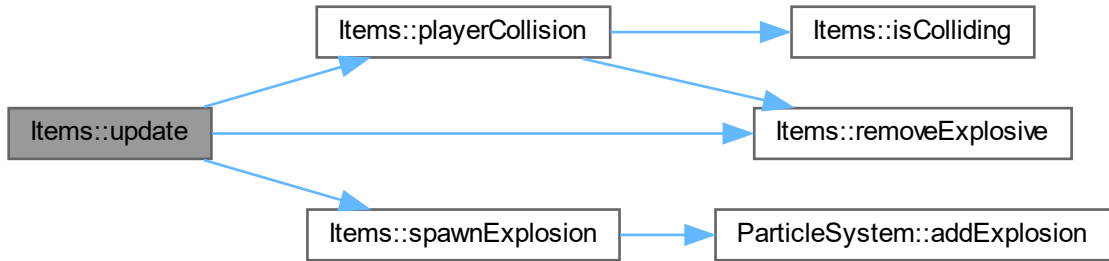 Items::playerCollision
Items::isColliding
Items::update
Items::removeExplosive
Items::spawnExplosion
ParticleSystem::addExplosion